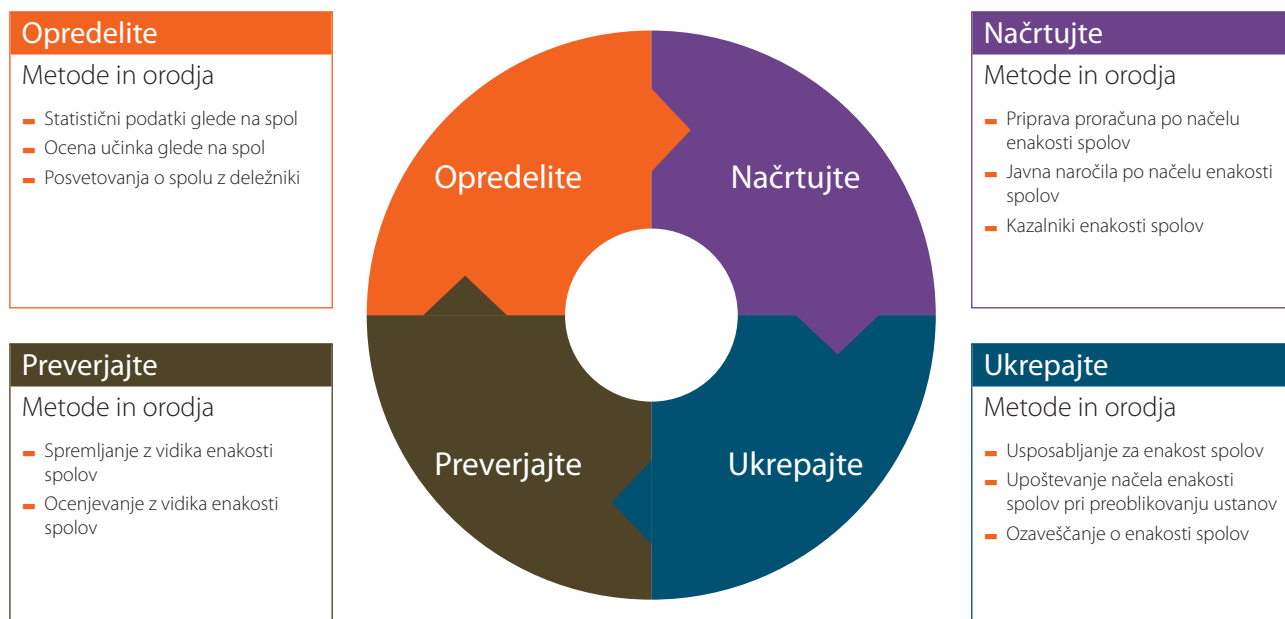 Opredelite
Metode in orodja
Statistični podatki glede na spol
Ocena učinka glede na spol
Posvetovanja o spolu z deležniki
Načrtujte
Metode in orodja
Priprava proračuna po načelu
enakosti spolov
Javna naročila po načelu enakosti
spolov
Kazalniki enakosti spolov
Opredelite
Načrtujte
Preverjajte
Ukrepajte
Preverjajte
Metode in orodja
Spremljanje z vidika enakosti
spolov
Ocenjevanje z vidika enakosti
spolov
Ukrepajte
Metode in orodja
Usposabljanje za enakost spolov
Upoštevanje načela enakosti
spolov pri preoblikovanju ustanov
Ozaveščanje o enakosti spolov